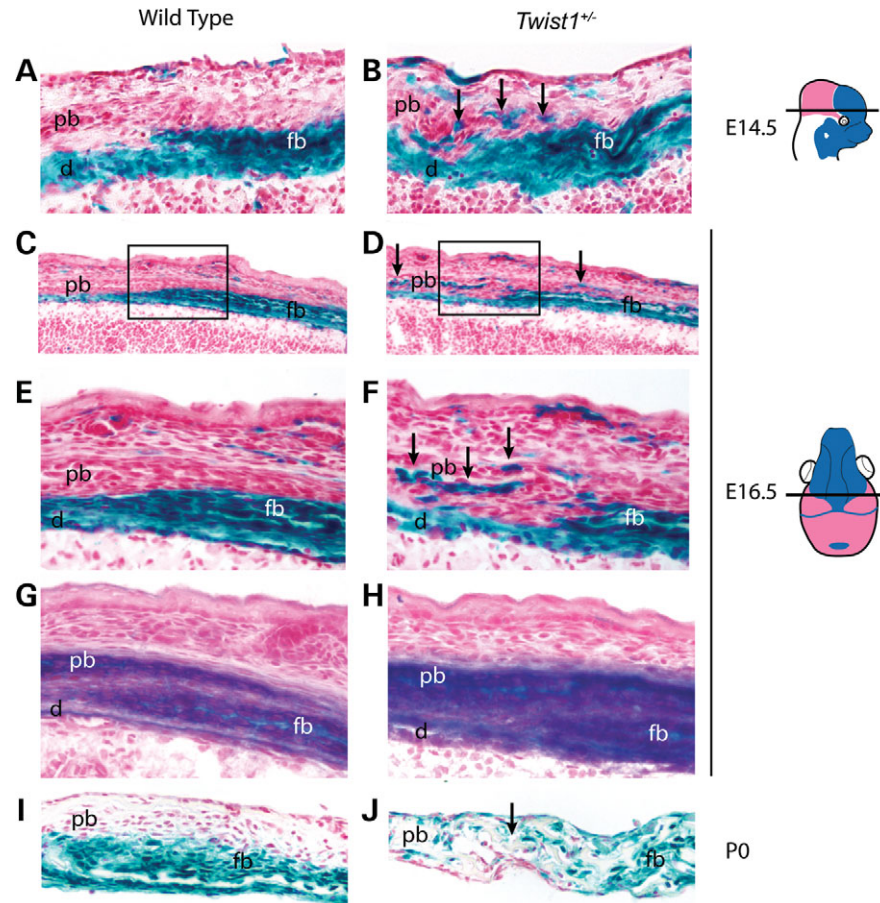 Wild Type
Twist1+/-
A
pb
fb
d
B
pb
fb
d
E14.5
C
pb
fb
D
pb
fb
E
pb
fb
d
F
pb
fb
d
E16.5
G
pb
fb
d
H
pb
fb
d
I
pb
fb
J
pb
fb
P0